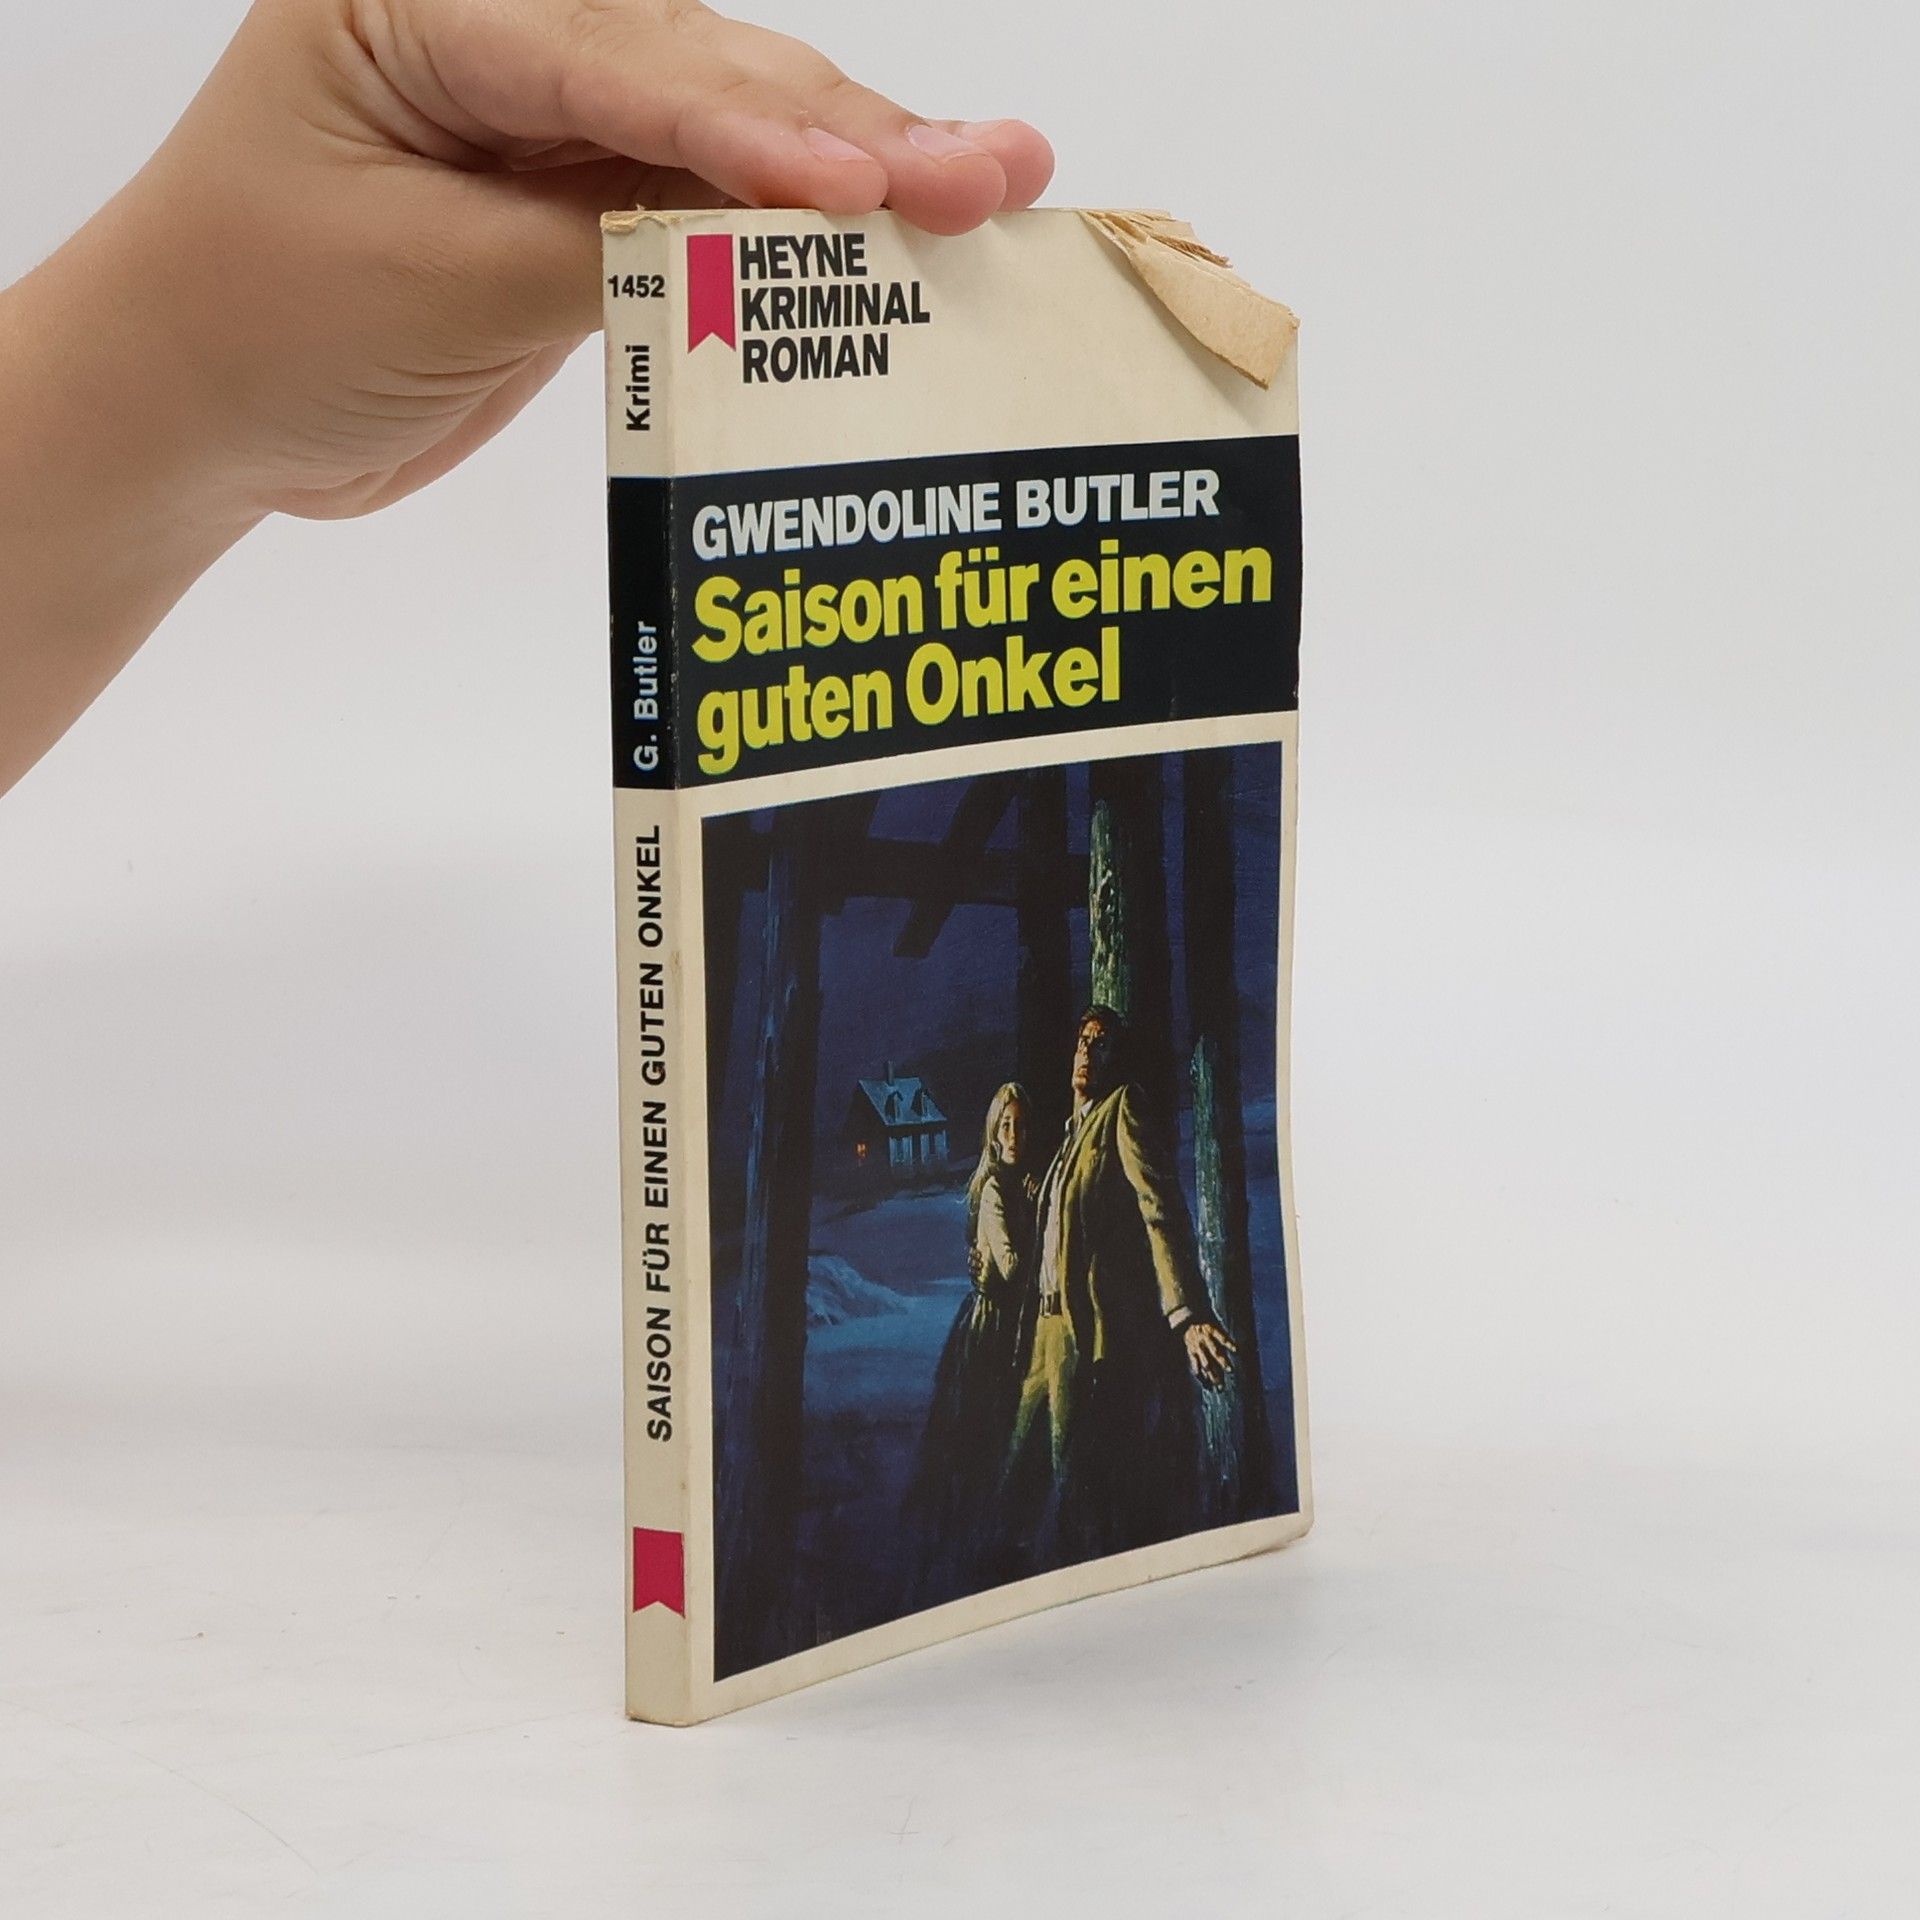 1452
Krimi
G. Butler
SAISON FÜR EINEN GUTEN ONKEL
HEYNE
KRIMINAL
ROMAN
GWENDOLINE BUTLER
Saison für einen
guten Onkel